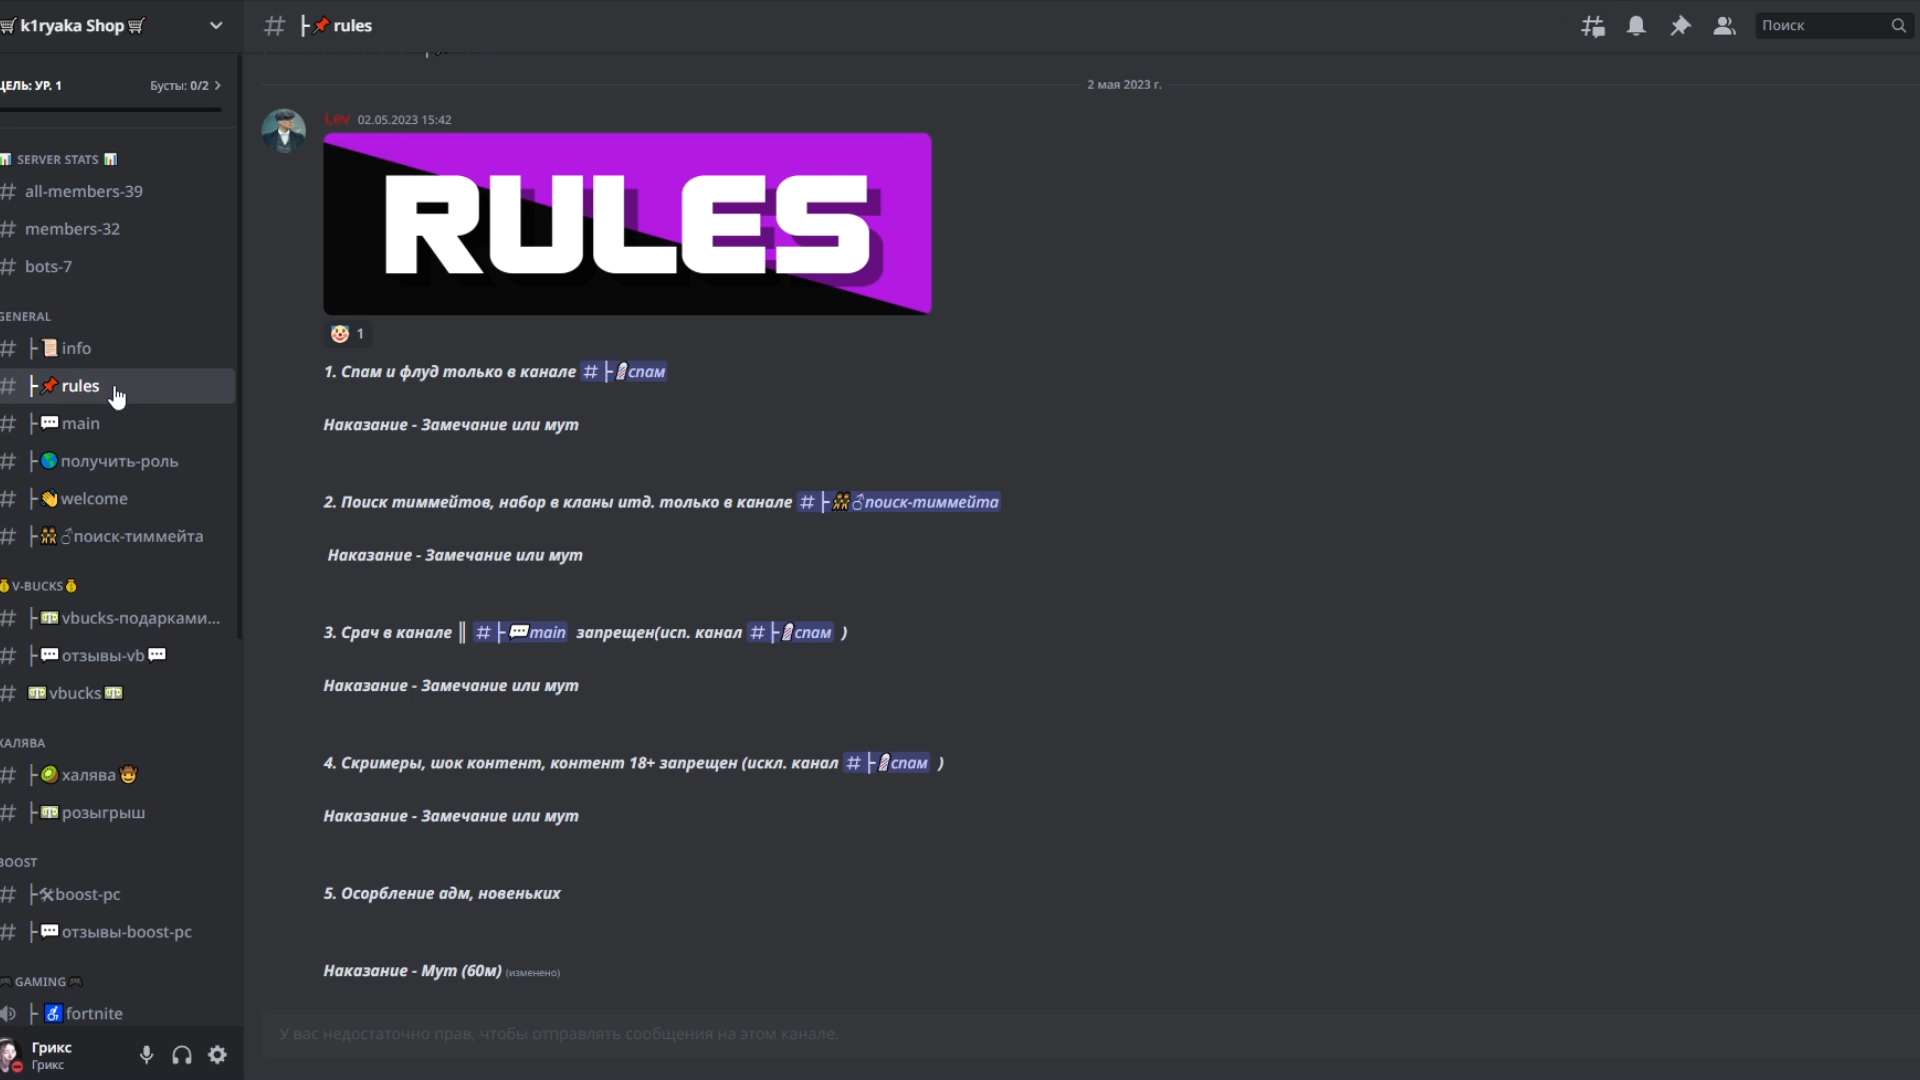 🛒 k1ryaka Shop 🛒
ЦЕЛЬ: УР. 1
Бусты: 0/2
📊 SERVER STATS 📊
# all-members-39
# members-32
# bots-7
GENERAL
# ├📜info
# ├📌rules
# ├💬main
# ├🌎получить-роль
# ├👋welcome
# ├👯♂поиск-тиммейта
💰V-BUCKS💰
# ├💵vbucks-подарками...
# ├💬отзывы-vb💬
# 💵vbucks💵
ХАЛЯВА
# ├🥝халява🤠
# ├💵розыгрыш
BOOST
# ├🛠boost-pc
# ├💬отзывы-boost-pc
🎮GAMING🎮
├♿fortnite
Грикс
Грикс
# ├📌rules
Поиск
2 мая 2023 г.
Lev 02.05.2023 15:42
RULES
🤡 1
1. Спам и флуд только в канале # ├💈спам
Наказание - Замечание или мут
2. Поиск тиммейтов, набор в кланы итд. только в канале # ├👯♂поиск-тиммейта
Наказание - Замечание или мут
3. Срач в канале ║ # ├💬main запрещен(исп. канал # ├💈спам )
Наказание - Замечание или мут
4. Скримеры, шок контент, контент 18+ запрещен (искл. канал # ├💈спам )
Наказание - Замечание или мут
5. Осорбление адм, новеньких
Наказание - Мут (60м) (изменено)
У вас недостаточно прав, чтобы отправлять сообщения на этом канале.